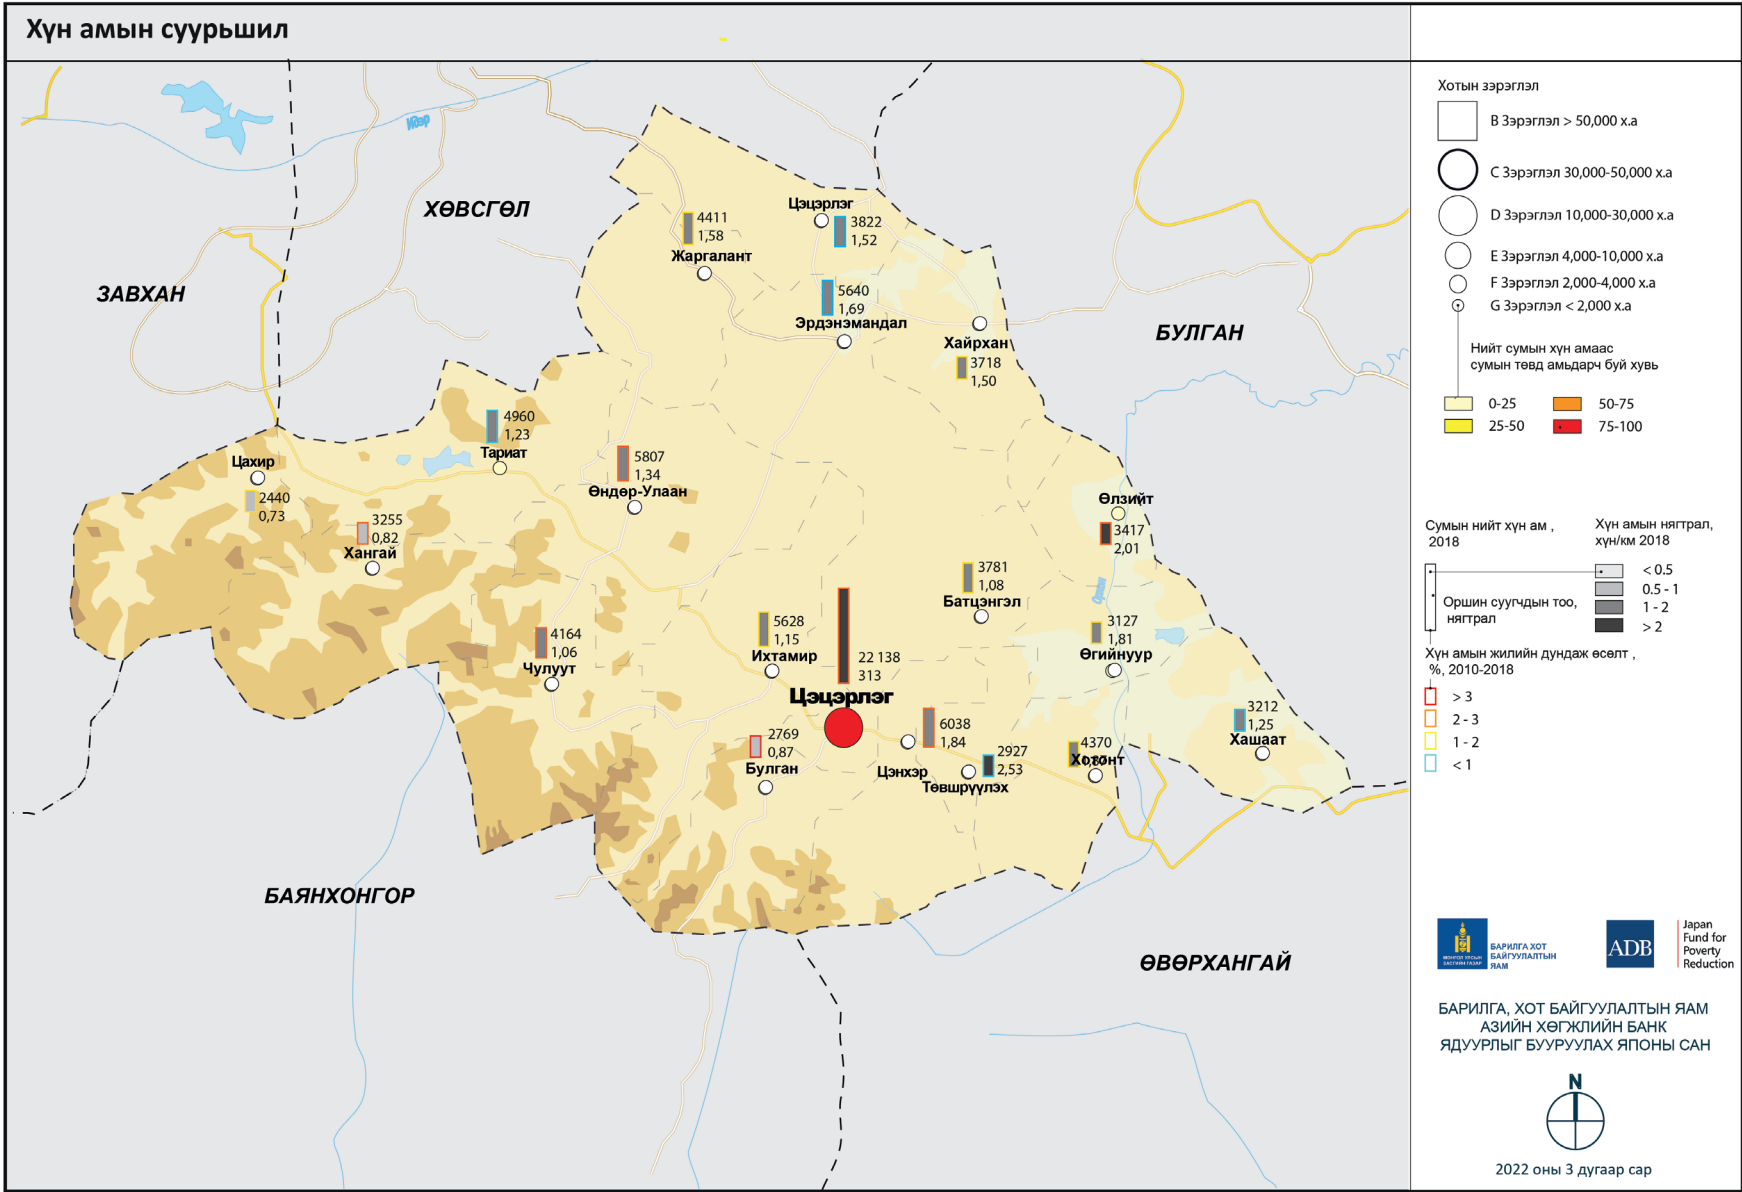 Хүн амын суурьшил
Идэр
ХӨВСГӨЛ
ЗАВХАН
БУЛГАН
БАЯНХОНГОР
ӨВӨРХАНГАЙ
4411
1,58
Жаргалант
Цэцэрлэг
3822
1,52
5640
1,69
Эрдэнэмандал
Хайрхан
3718
1,50
4960
1,23
Тариат
5807
1,34
Өндөр-Улаан
Цахир
2440
0,73
3255
0,82
Хангай
Өлзийт
3417
2,01
3781
1,08
Батцэнгэл
Орхон
3127
1,81
Өгийнуур
4164
1,06
Чулуут
5628
1,15
Ихтамир
22 138
313
Цэцэрлэг
2769
0,87
Булган
6038
1,84
Цэнхэр
2927
2,53
Төвшрүүлэх
4370
Хотонт
3212
1,25
Хашаат
Хотын зэрэглэл
B Зэрэглэл > 50,000 х.а
C Зэрэглэл 30,000-50,000 х.а
D Зэрэглэл 10,000-30,000 х.а
E Зэрэглэл 4,000-10,000 х.а
F Зэрэглэл 2,000-4,000 х.а
G Зэрэглэл < 2,000 х.а
Нийт сумын хүн амаас
сумын төвд амьдарч буй хувь
0-25
50-75
25-50
75-100
Сумын нийт хүн ам ,
2018
Хүн амын нягтрал,
хүн/км 2018
< 0.5
0.5 - 1
1 - 2
> 2
Оршин суугчдын тоо,
нягтрал
Хүн амын жилийн дундаж өсөлт ,
%, 2010-2018
> 3
2 - 3
1 - 2
< 1
МОНГОЛ УЛСЫН
ЗАСГИЙН ГАЗАР
БАРИЛГА ХОТ
БАЙГУУЛАЛТЫН
ЯАМ
ADB
Japan
Fund for
Poverty
Reduction
БАРИЛГА, ХОТ БАЙГУУЛАЛТЫН ЯАМ
АЗИЙН ХӨГЖЛИЙН БАНК
ЯДУУРЛЫГ БУУРУУЛАХ ЯПОНЫ САН
N
2022 оны 3 дугаар сар